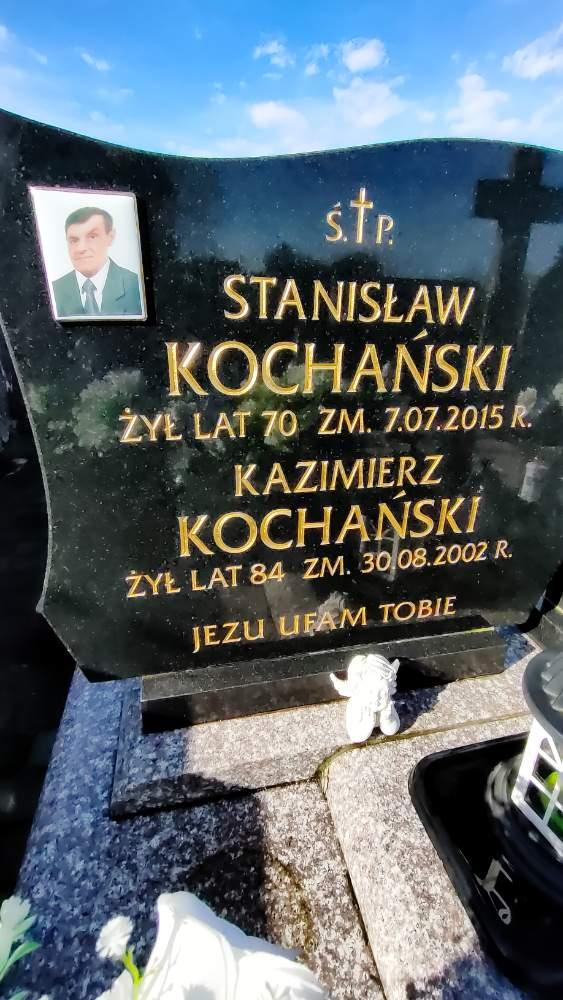 Ś. P.
STANISŁAW
KOCHAŃSKI
ŻYŁ LAT 70 ZM. 7.07.2015 R.
KAZIMIERZ
KOCHAŃSKI
ŻYŁ LAT 84 ZM. 30.08.2002 R.
JEZU UFAM TOBIE